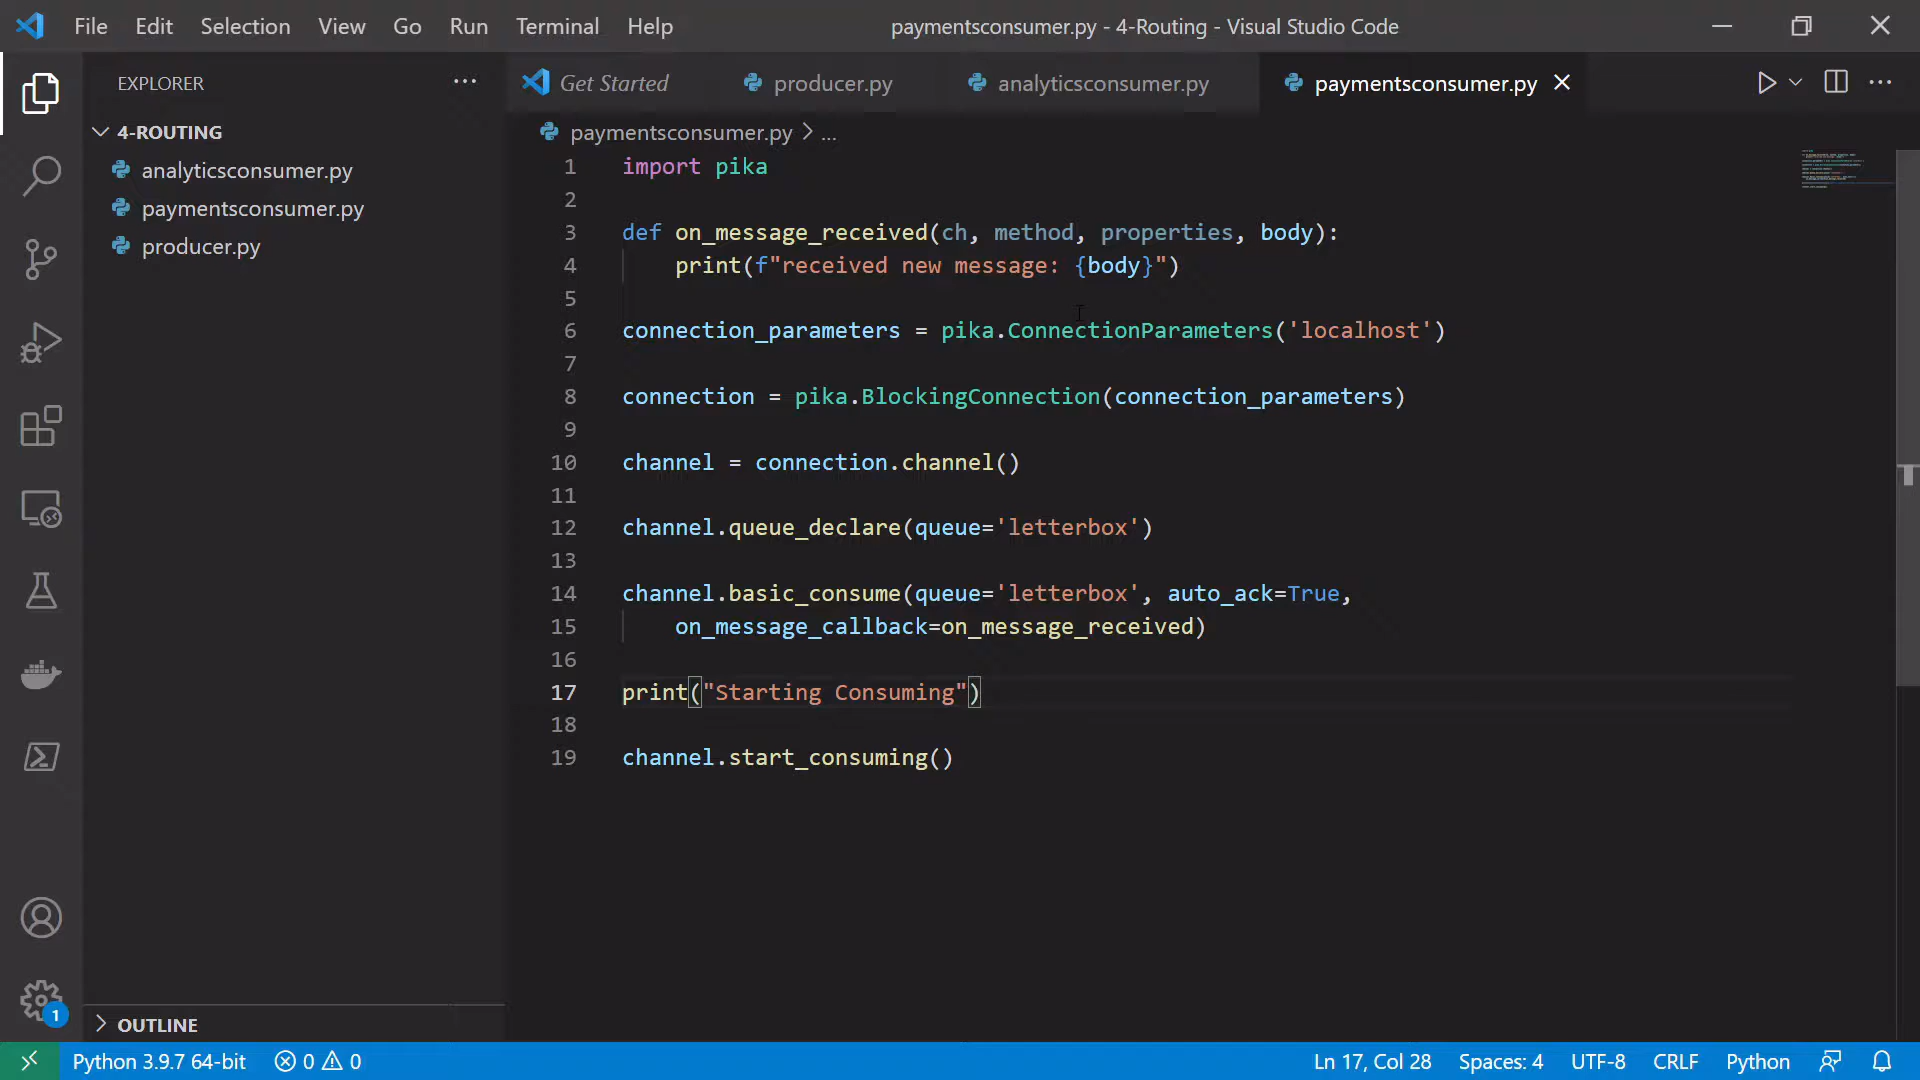 File Edit Selection View Go Run Terminal Help
paymentsconsumer.py - 4-Routing - Visual Studio Code
EXPLORER
4-ROUTING
analyticsconsumer.py
paymentsconsumer.py
producer.py
OUTLINE
Get Started producer.py analyticsconsumer.py paymentsconsumer.py
paymentsconsumer.py > ...
1 import pika
2
3 def on_message_received(ch, method, properties, body):
4     print(f"received new message: {body}")
5
6 connection_parameters = pika.ConnectionParameters('localhost')
7
8 connection = pika.BlockingConnection(connection_parameters)
9
10 channel = connection.channel()
11
12 channel.queue_declare(queue='letterbox')
13
14 channel.basic_consume(queue='letterbox', auto_ack=True,
15     on_message_callback=on_message_received)
16
17 print("Starting Consuming")
18
19 channel.start_consuming()
1
Python 3.9.7 64-bit 0 0 Ln 17, Col 28 Spaces: 4 UTF-8 CRLF Python